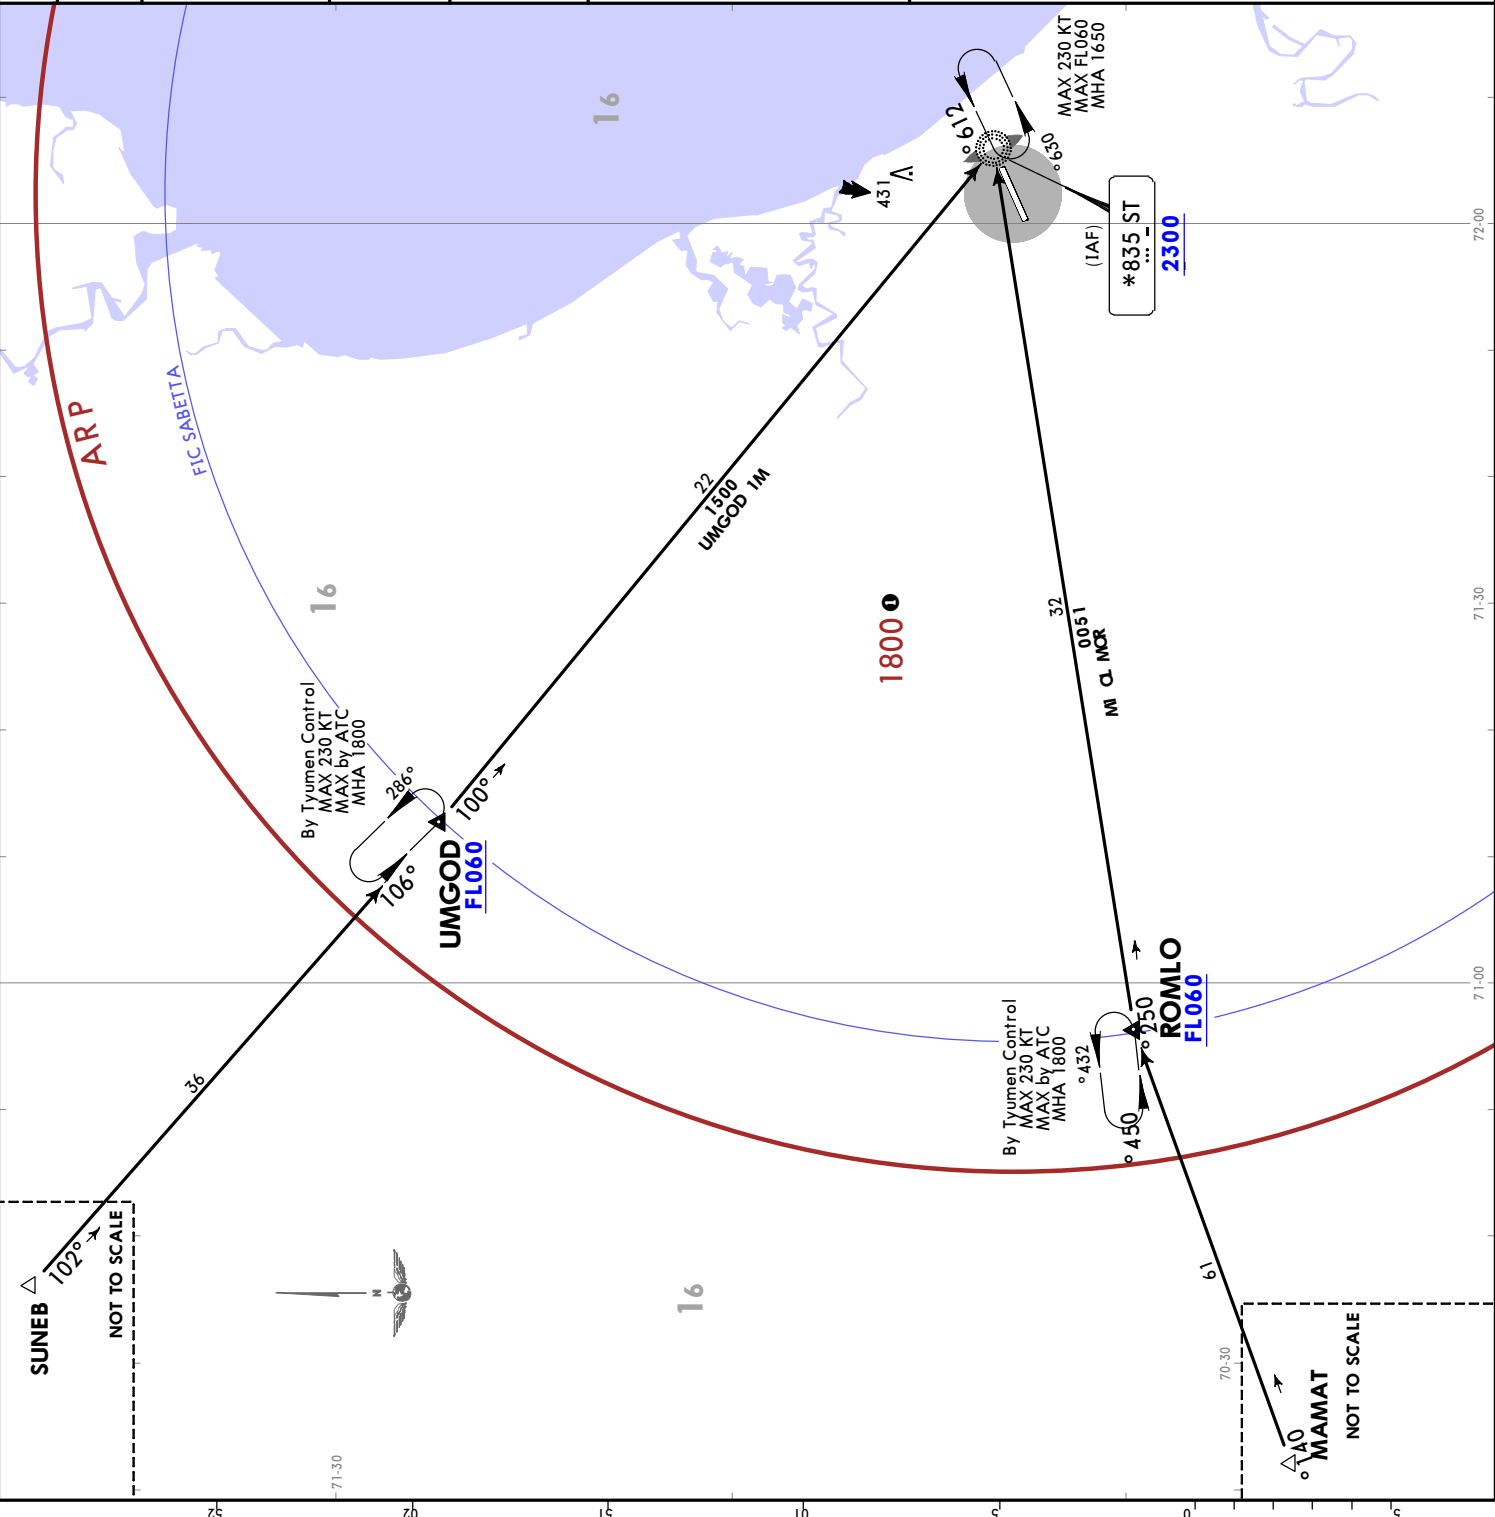 16
°612
MAX 230 KT
MAX FL060
MHA 1650
°630
431
(IAF)
*835 ST
2300
72-00
ARP
FIC SABETTA
22
1500
UMGOD 1M
16
1800 1
32
1500
71-30
By Tyumen Control
MAX 230 KT
MAX by ATC
MHA 1800
286°
100°
106°
UMGOD
FL060
71-00
By Tyumen Control
MAX 230 KT
MAX by ATC
MHA 1800
°432
°250
°450
ROMLO
FL060
36
102°
SUNEB
NOT TO SCALE
N
16
61
70-30
°140
MAMAT
NOT TO SCALE
71-30